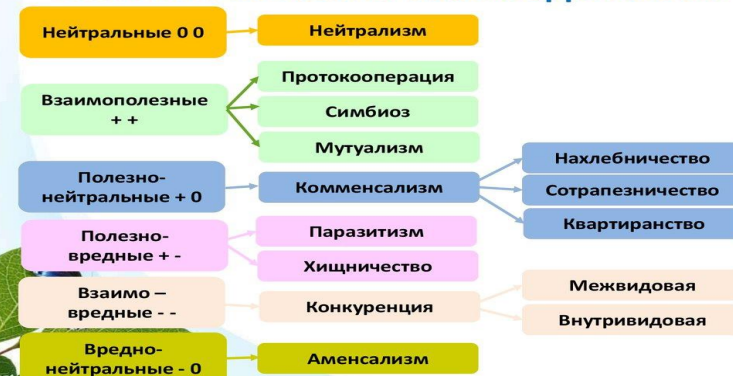 Нейтральные 0 0
Нейтрализм
Взаимополезные
+ +
Протокооперация
Симбиоз
Мутуализм
Полезно-
нейтральные + 0
Комменсализм
Нахлебничество
Сотрапезничество
Квартиранство
Полезно-
вредные + -
Паразитизм
Хищничество
Взаимо –
вредные - -
Конкуренция
Межвидовая
Внутривидовая
Вредно-
нейтральные - 0
Аменсализм